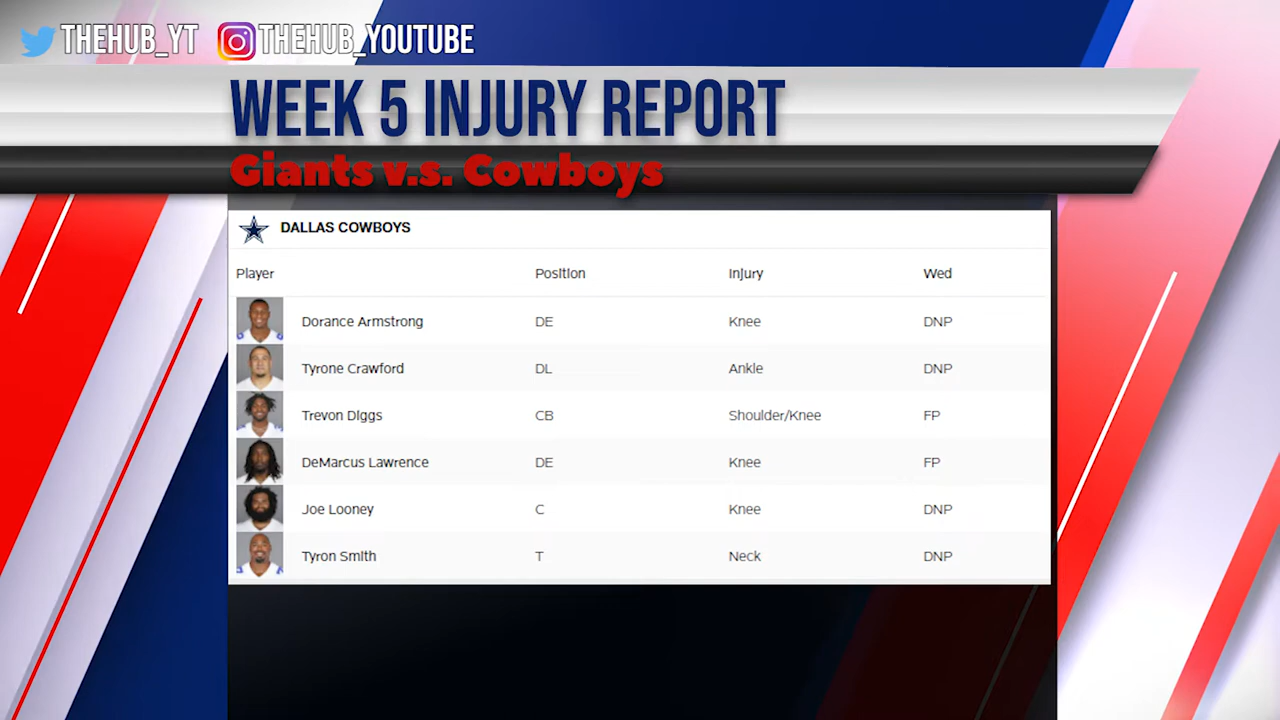 THEHUB_YT THEHUB_YOUTUBE
WEEK 5 INJURY REPORT
Giants v.s. Cowboys
DALLAS COWBOYS
Player Position Injury Wed
Dorance Armstrong DE Knee DNP
Tyrone Crawford DL Ankle DNP
Trevon Diggs CB Shoulder/Knee FP
DeMarcus Lawrence DE Knee FP
Joe Looney C Knee DNP
Tyron Smith T Neck DNP